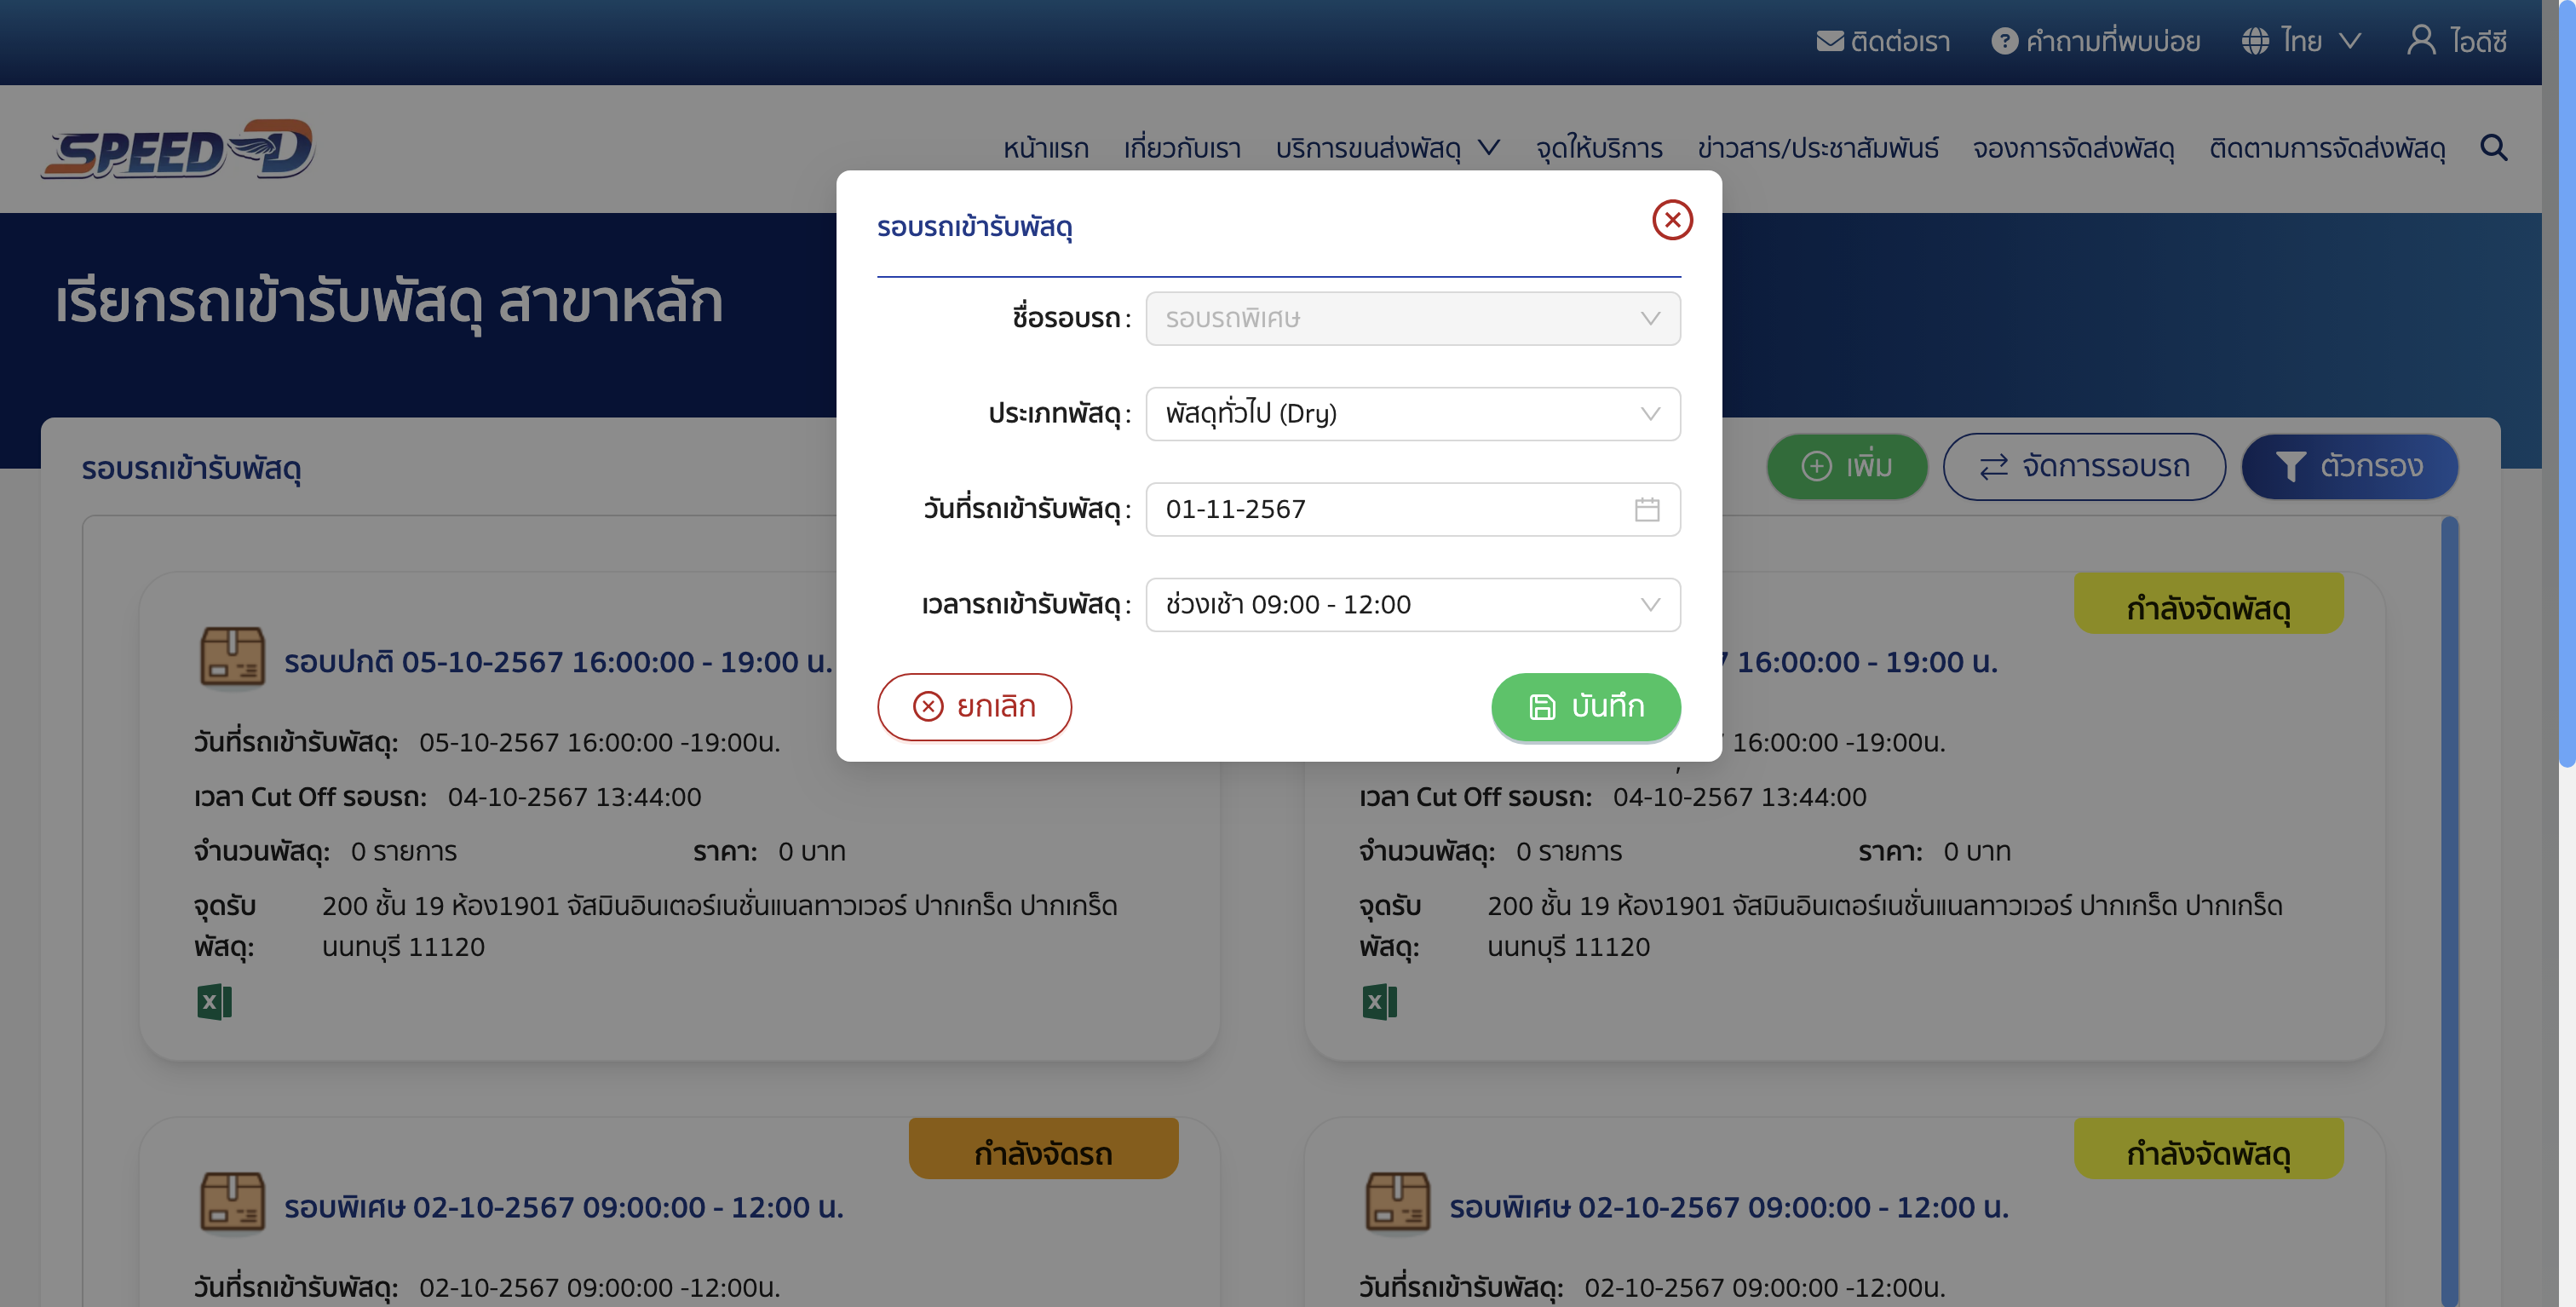 ติดต่อเรา คำถามที่พบบ่อย ไทย ไอดีซี
SPEED-D หน้าแรก เกี่ยวกับเรา บริการขนส่งพัสดุ จุดให้บริการ ข่าวสาร/ประชาสัมพันธ์ จองการจัดส่งพัสดุ ติดตามการจัดส่งพัสดุ
เรียกรถเข้ารับพัสดุ สาขาหลัก
รอบรถเข้ารับพัสดุ
ชื่อรอบรถ : รอบรถพิเศษ
ประเภทพัสดุ : พัสดุทั่วไป (Dry)
วันที่รถเข้ารับพัสดุ : 01-11-2567
เวลารถเข้ารับพัสดุ : ช่วงเช้า 09:00 - 12:00
ยกเลิก บันทึก
รอบรถเข้ารับพัสดุ เพิ่ม จัดการรอบรถ ตัวกรอง
รอบปกติ 05-10-2567 16:00:00 - 19:00 น.
วันที่รถเข้ารับพัสดุ: 05-10-2567 16:00:00 -19:00น.
เวลา Cut Off รอบรถ: 04-10-2567 13:44:00
จำนวนพัสดุ: 0 รายการ ราคา: 0 บาท
จุดรับ 200 ชั้น 19 ห้อง1901 จัสมินอินเตอร์เนชั่นแนลทาวเวอร์ ปากเกร็ด ปากเกร็ด
พัสดุ: นนทบุรี 11120
กำลังจัดพัสดุ
16:00:00 - 19:00 น.
16:00:00 -19:00น.
เวลา Cut Off รอบรถ: 04-10-2567 13:44:00
จำนวนพัสดุ: 0 รายการ ราคา: 0 บาท
จุดรับ 200 ชั้น 19 ห้อง1901 จัสมินอินเตอร์เนชั่นแนลทาวเวอร์ ปากเกร็ด ปากเกร็ด
พัสดุ: นนทบุรี 11120
กำลังจัดรถ
รอบพิเศษ 02-10-2567 09:00:00 - 12:00 น.
วันที่รถเข้ารับพัสดุ: 02-10-2567 09:00:00 -12:00น.
กำลังจัดพัสดุ
รอบพิเศษ 02-10-2567 09:00:00 - 12:00 น.
วันที่รถเข้ารับพัสดุ: 02-10-2567 09:00:00 -12:00น.